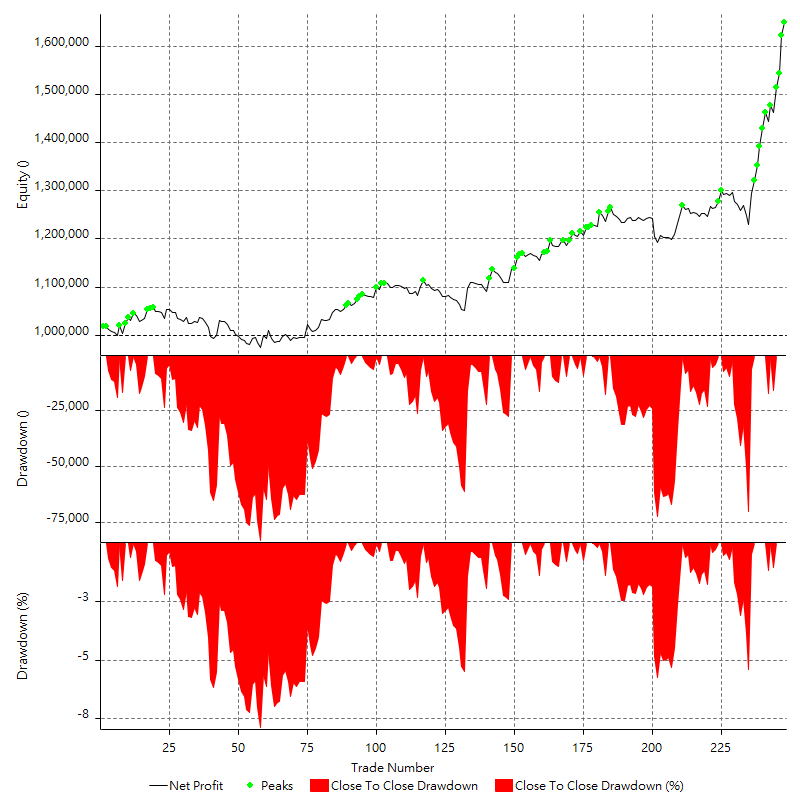 1,600,000
1,500,000
1,400,000
1,300,000
1,200,000
1,100,000
1,000,000
Equity ()
-25,000
-50,000
-75,000
Drawdown ()
-3
-5
-8
Drawdown (%)
25 50 75 100 125 150 175 200 225
Trade Number
Net Profit Peaks Close To Close Drawdown Close To Close Drawdown (%)